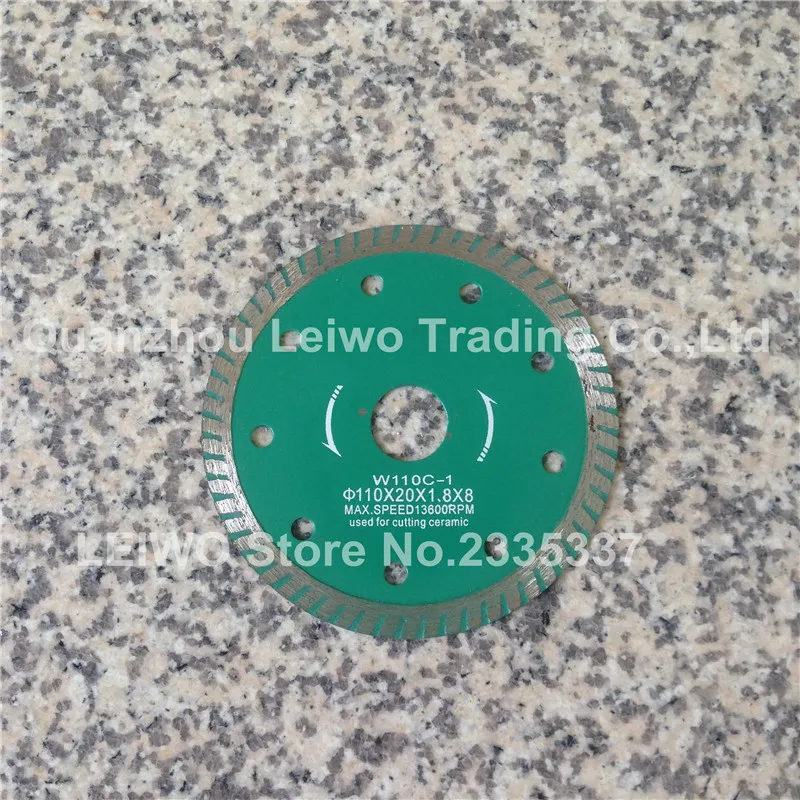 Quanzhou Leiwo Trading Co.,Ltd
W110C-1
Φ110X20X1.8X8
MAX.SPEED13600RPM
used for cutting ceramic
LEIWO Store No.2335337